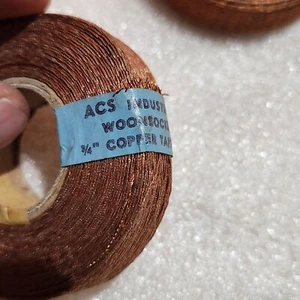 ACS INDUST
WOONSOCK
¾" COPPER TAP